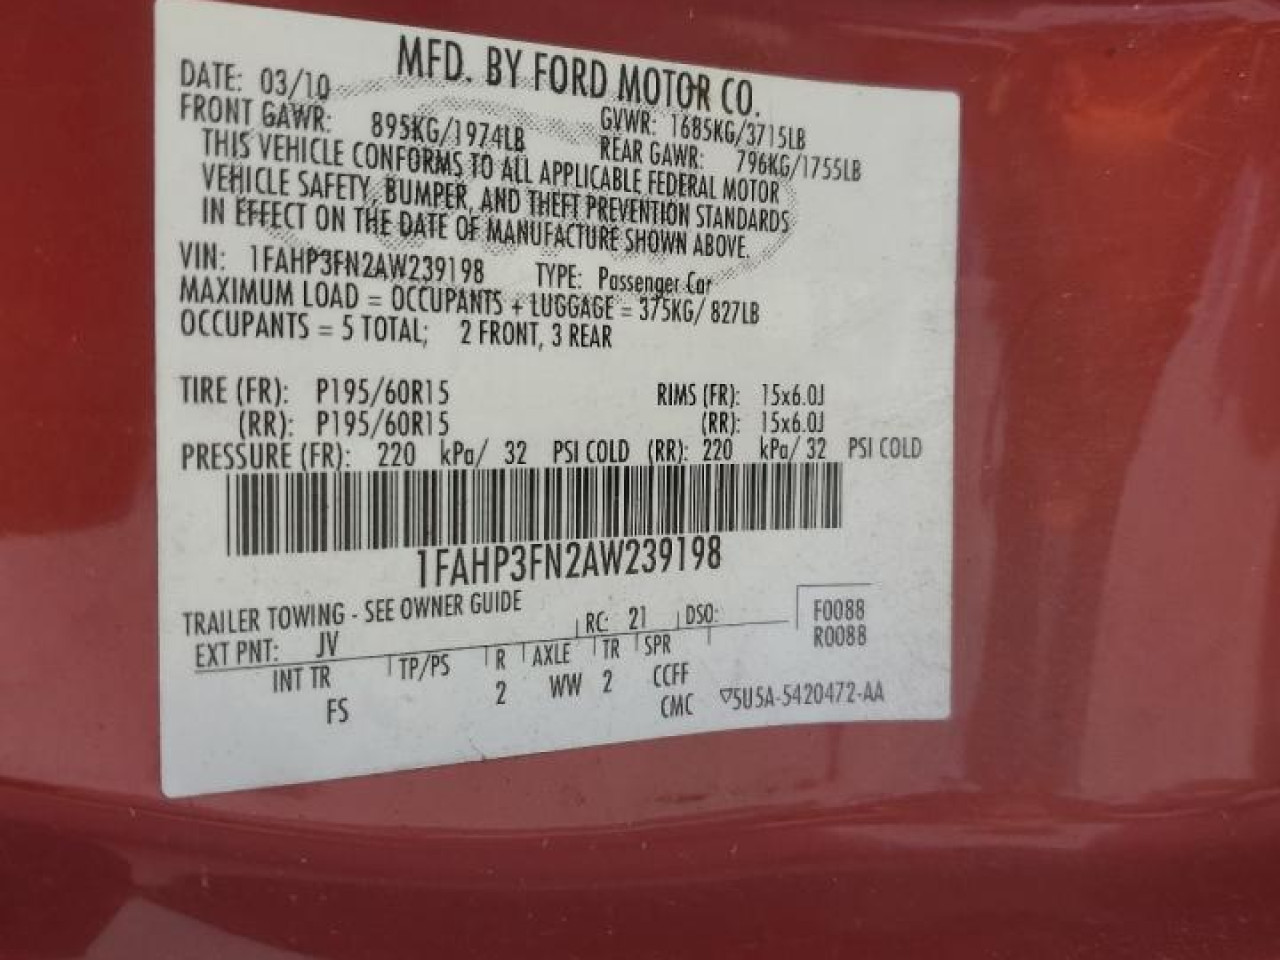 MFD. BY FORD MOTOR CO.
DATE: 03/10
GVWR: 1685KG/3715LB
FRONT GAWR: 895KG/1974LB
REAR GAWR: 796KG/1755LB
THIS VEHICLE CONFORMS TO ALL APPLICABLE FEDERAL MOTOR
VEHICLE SAFETY, BUMPER, AND THEFT PREVENTION STANDARDS
IN EFFECT ON THE DATE OF MANUFACTURE SHOWN ABOVE.
VIN: 1FAHP3FN2AW239198 TYPE: Passenger Car
MAXIMUM LOAD = OCCUPANTS + LUGGAGE = 375KG/ 827LB
OCCUPANTS = 5 TOTAL; 2 FRONT, 3 REAR
TIRE (FR): P195/60R15 RIMS (FR): 15x6.0J
(RR): P195/60R15 (RR): 15x6.0J
PRESSURE (FR): 220 kPa/ 32 PSI COLD (RR): 220 kPa/ 32 PSI COLD
1FAHP3FN2AW239198
TRAILER TOWING - SEE OWNER GUIDE
EXT PNT: JV RC: 21 DSO: F0088
R0088
INT TR TP/PS R AXLE TR SPR
FS 2 WW 2 CCFF
CMC ▽5U5A-5420472-AA